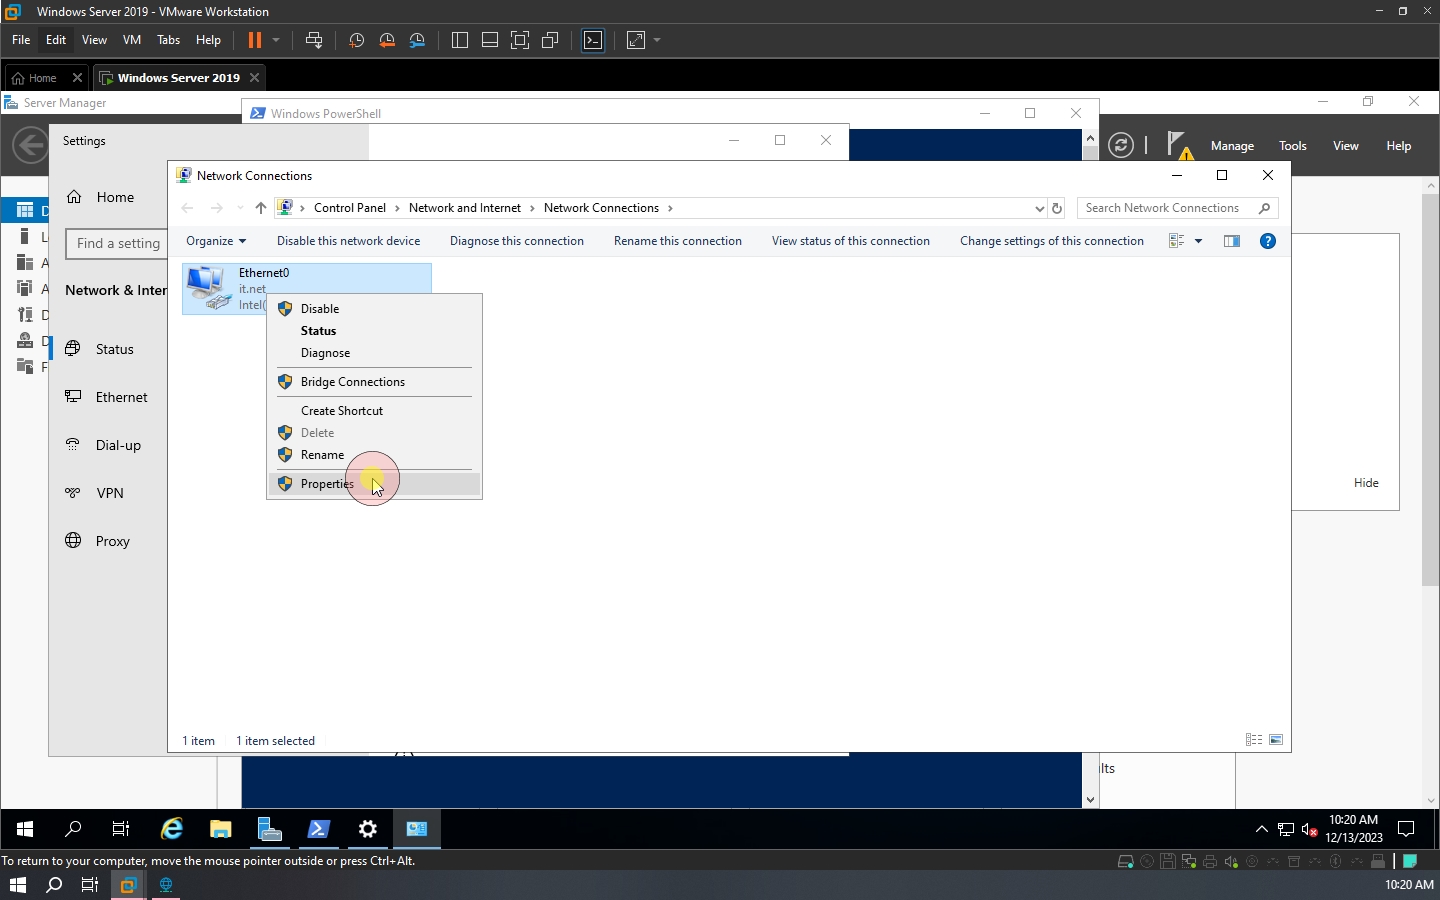 Windows Server 2019 - VMware Workstation
File Edit View VM Tabs Help
Home Windows Server 2019
Server Manager
Windows PowerShell
Settings
Manage Tools View Help
Network Connections
Home
Control Panel Network and Internet Network Connections
Search Network Connections
Find a setting
Organize Disable this network device Diagnose this connection Rename this connection View status of this connection Change settings of this connection
Ethernet0
it.net
Intel(
Network & Inter
Disable
Status
Diagnose
Bridge Connections
Create Shortcut
Delete
Rename
Properties
Status
Ethernet
Dial-up
VPN
Proxy
Hide
1 item 1 item selected
lts
10:20 AM
12/13/2023
To return to your computer, move the mouse pointer outside or press Ctrl+Alt.
10:20 AM